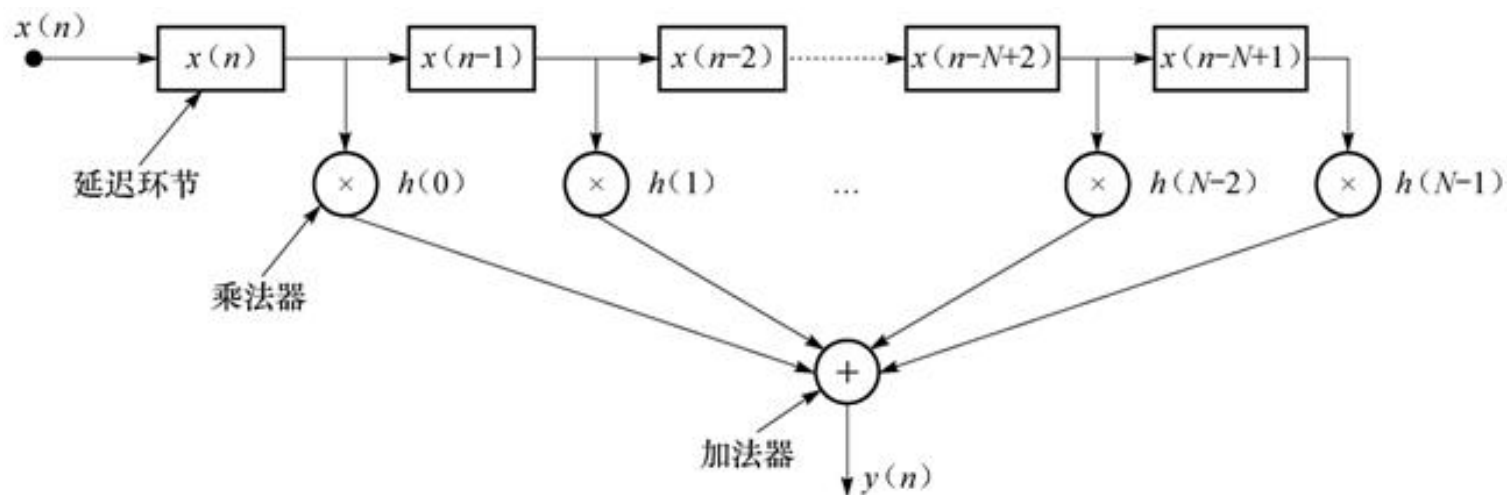 x(n)
x(n)
x(n-1)
x(n-2)
x(n-N+2)
x(n-N+1)
延迟环节
× h(0)
× h(1)
...
× h(N-2)
× h(N-1)
乘法器
+
加法器
y(n)